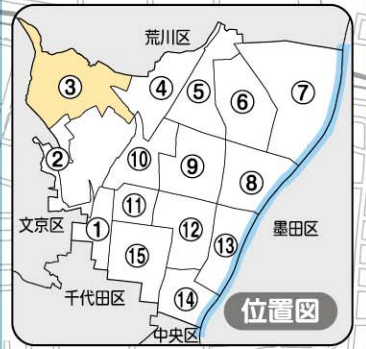 荒川区
③
④
⑤
⑥
⑦
②
⑩
⑨
⑧
文京区
①
⑪
⑫
⑬
墨田区
⑮
千代田区
⑭
位置図
中央区